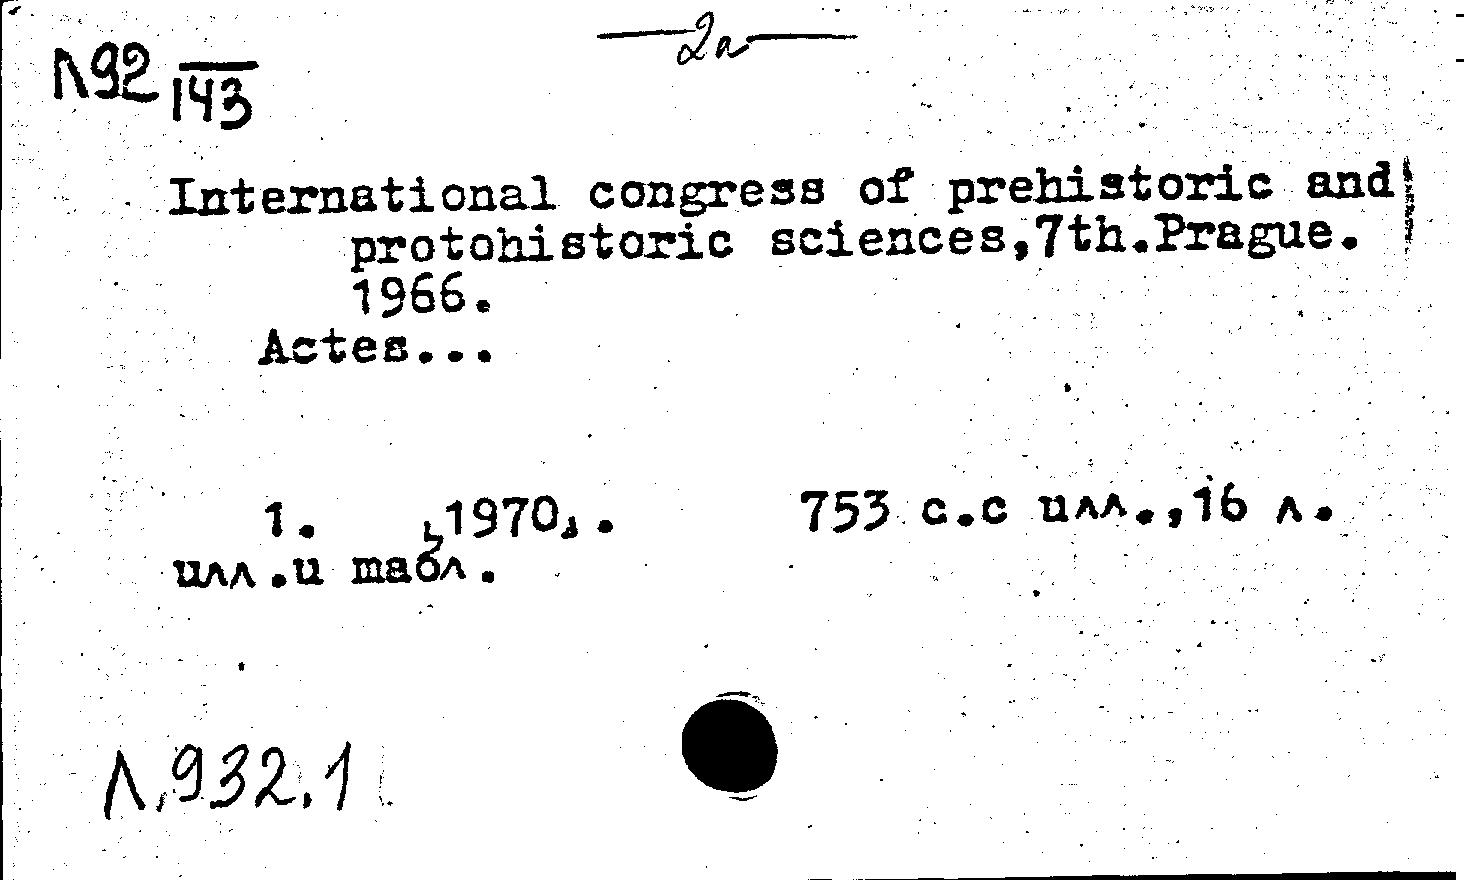 —2а—
Л92
143
International congress of prehistoric and
protohistoric sciences,7th.Prague.
1966.
Actes...
1. [1970]. 753 с.с илл.,16 л.
илл.и табл.
Л.932.1